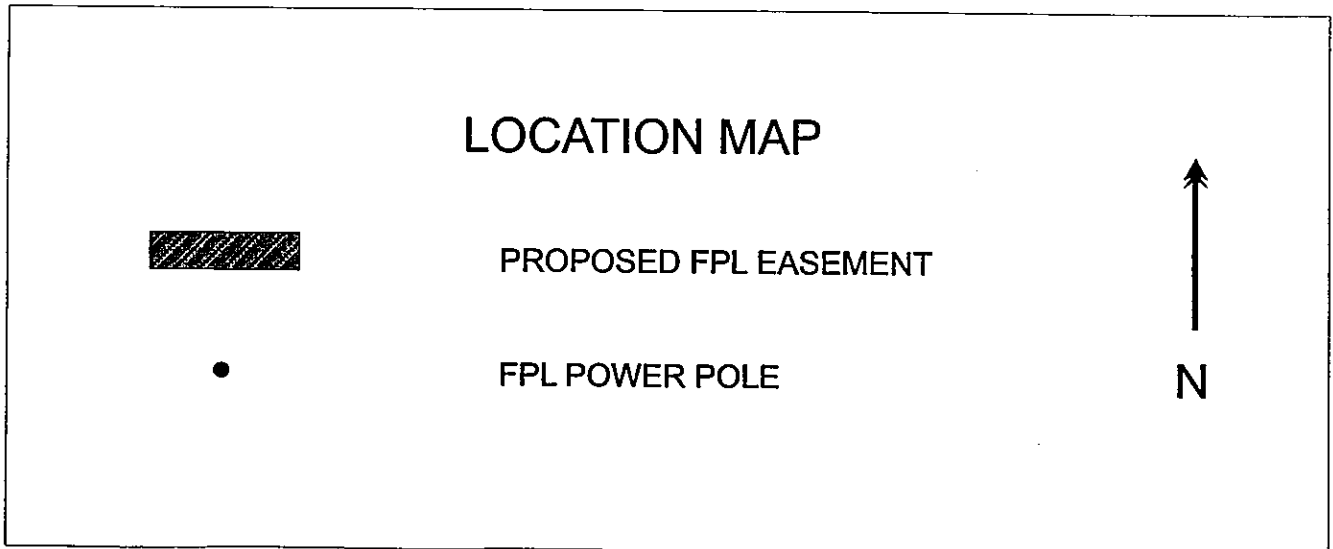 LOCATION MAP
PROPOSED FPL EASEMENT
FPL POWER POLE
N